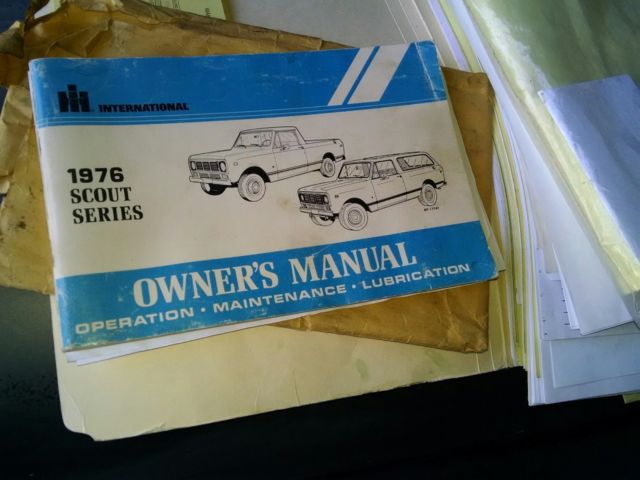 INTERNATIONAL
1976
SCOUT
SERIES
OWNER'S MANUAL
OPERATION · MAINTENANCE · LUBRICATION